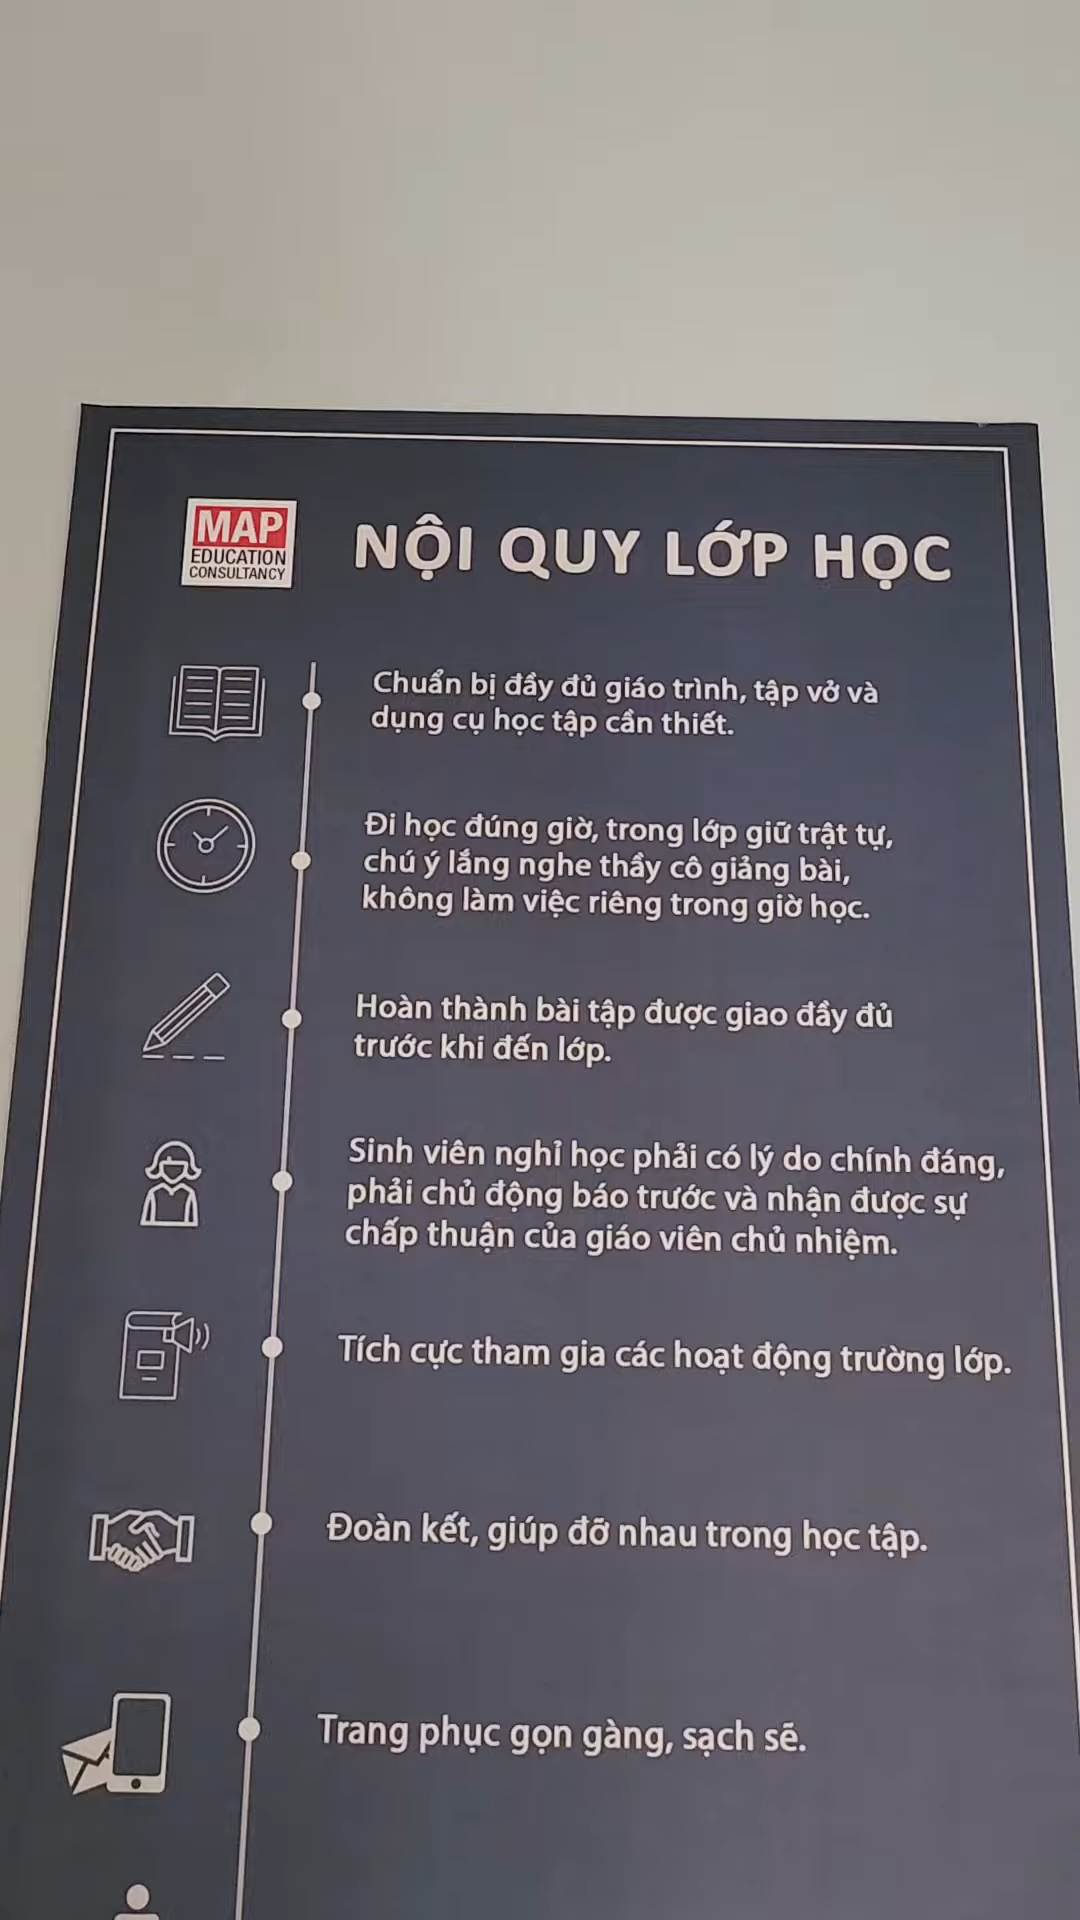 MAP
EDUCATION
CONSULTANCY
NỘI QUY LỚP HỌC
Chuẩn bị đầy đủ giáo trình, tập vở và
dụng cụ học tập cần thiết.
Đi học đúng giờ, trong lớp giữ trật tự,
chú ý lắng nghe thầy cô giảng bài,
không làm việc riêng trong giờ học.
Hoàn thành bài tập được giao đầy đủ
trước khi đến lớp.
Sinh viên nghỉ học phải có lý do chính đáng,
phải chủ động báo trước và nhận được sự
chấp thuận của giáo viên chủ nhiệm.
Tích cực tham gia các hoạt động trường lớp.
Đoàn kết, giúp đỡ nhau trong học tập.
Trang phục gọn gàng, sạch sẽ.